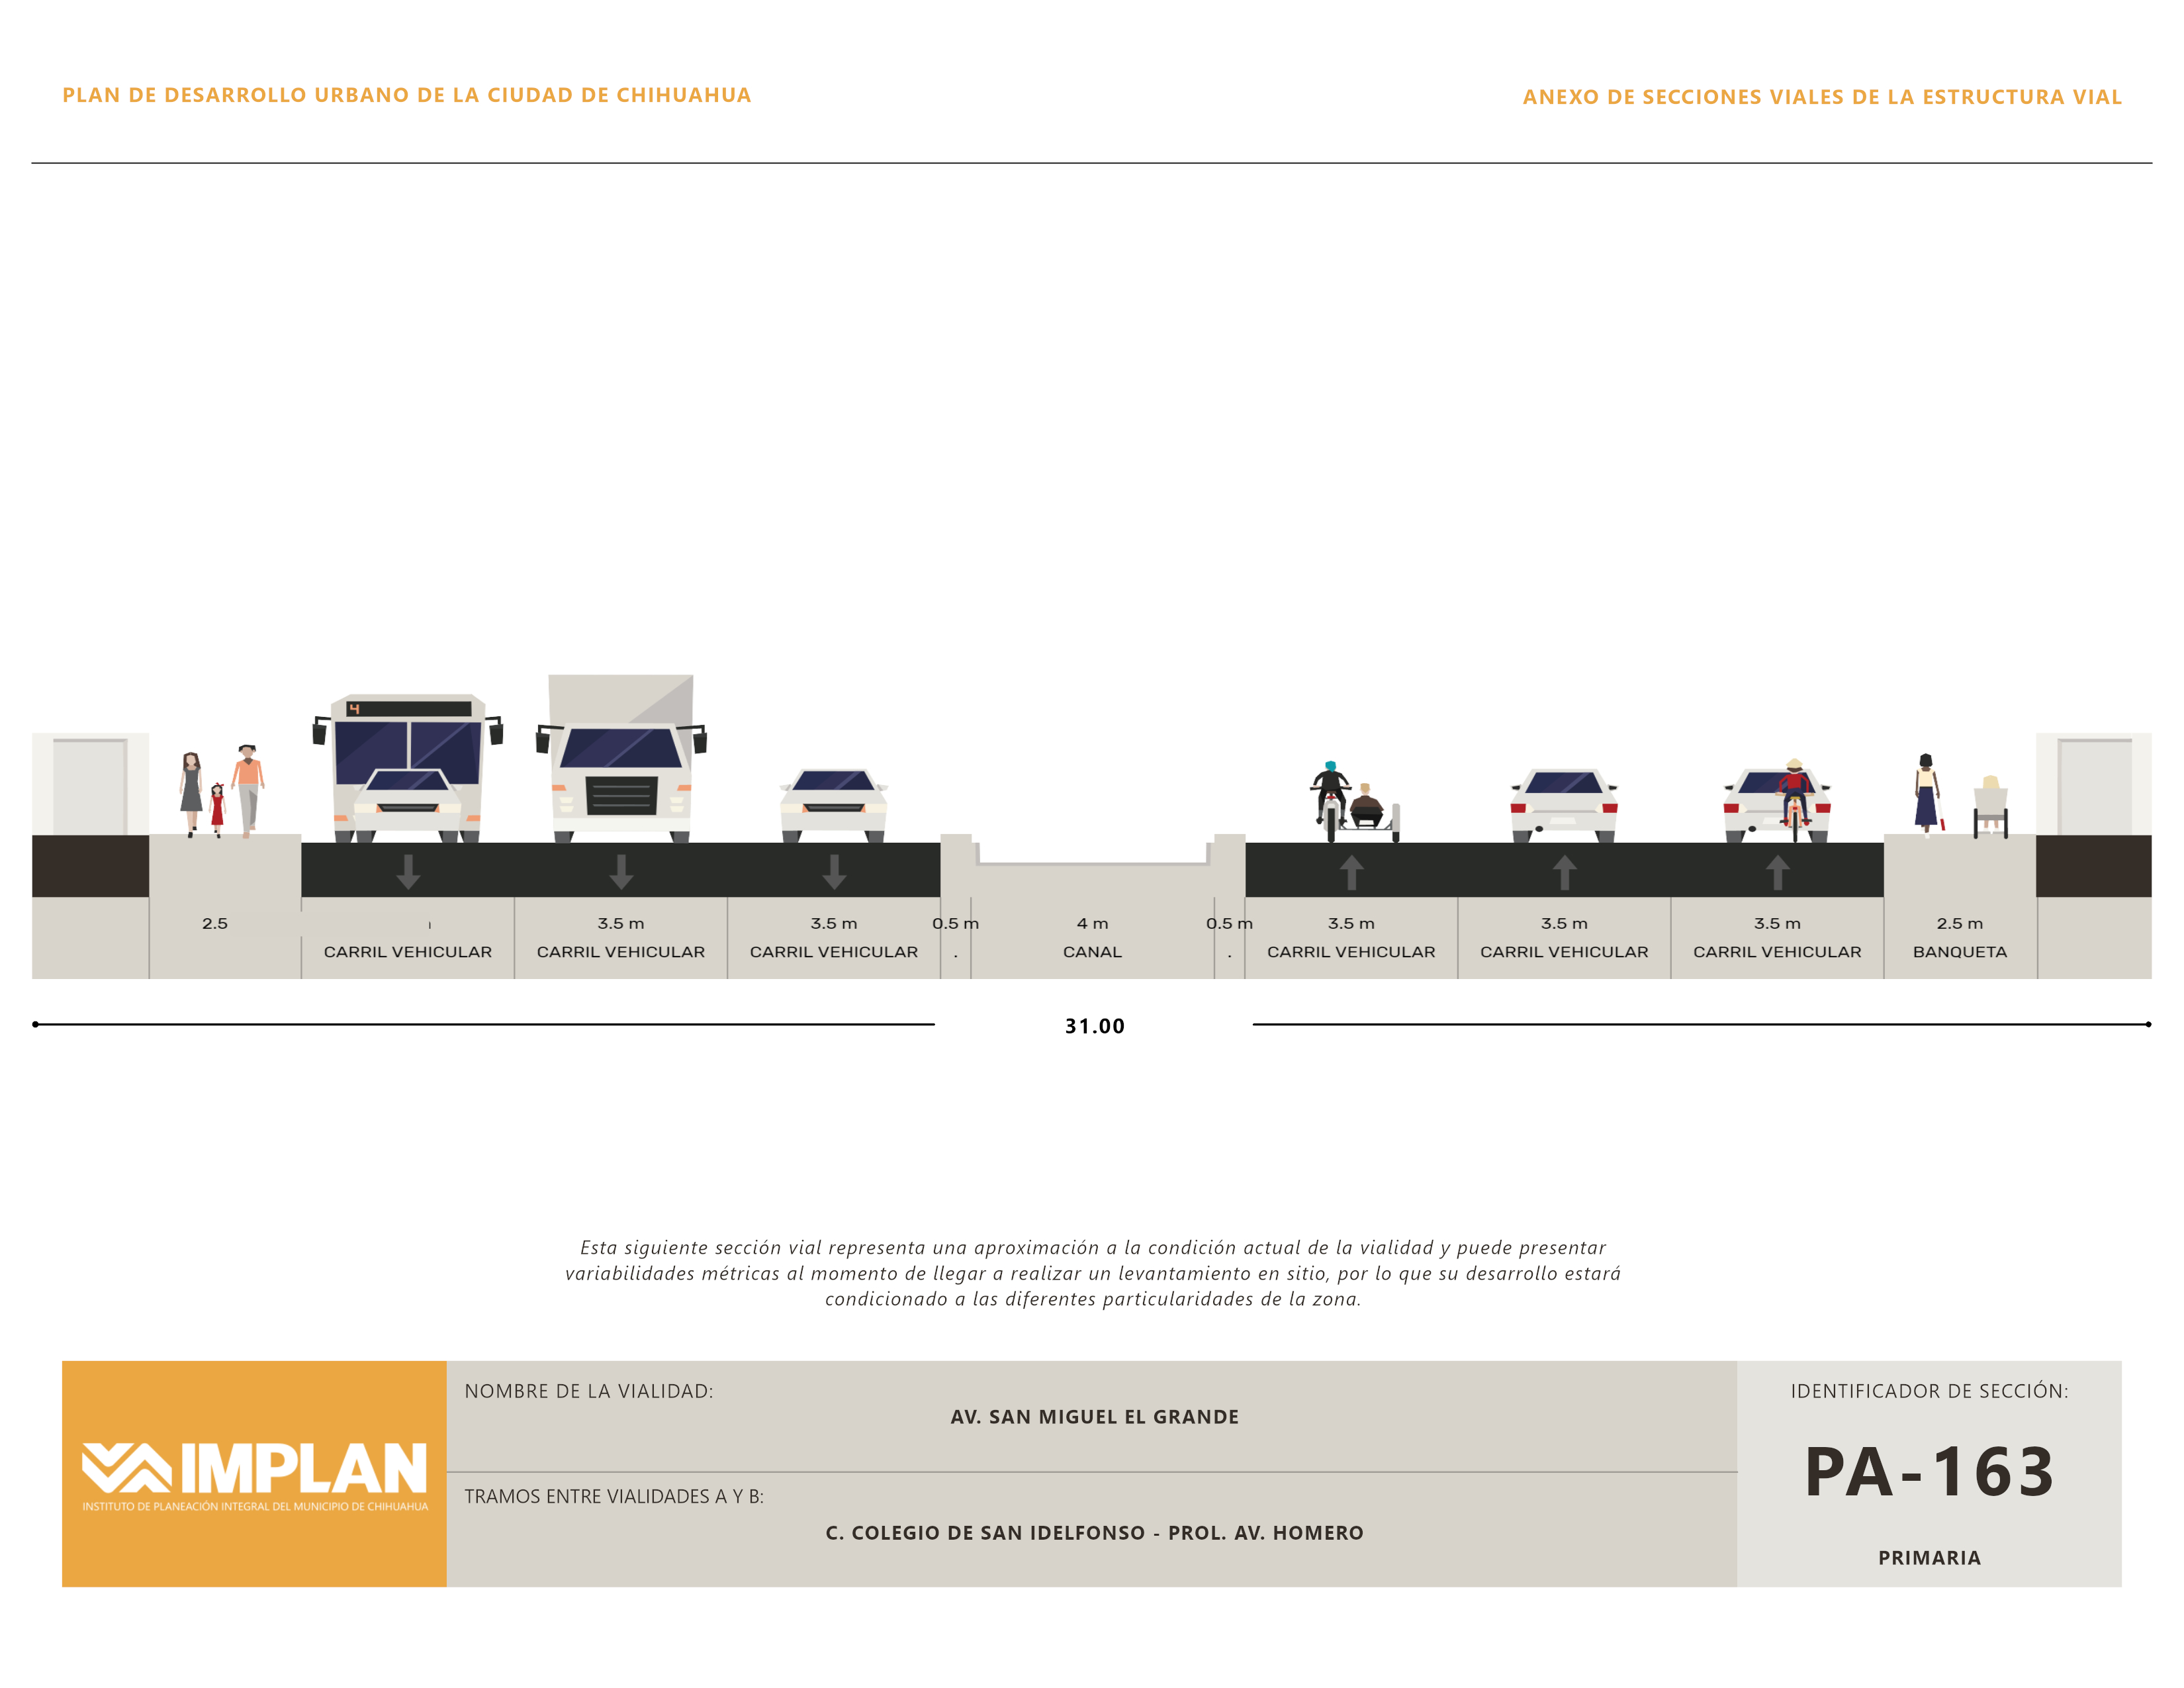 PLAN DE DESARROLLO URBANO DE LA CIUDAD DE CHIHUAHUA
ANEXO DE SECCIONES VIALES DE LA ESTRUCTURA VIAL
4
2.5 3.5 m 3.5 m 0.5 m 4 m 0.5 m 3.5 m 3.5 m 3.5 m 2.5 m
CARRIL VEHICULAR CARRIL VEHICULAR CARRIL VEHICULAR . CANAL . CARRIL VEHICULAR CARRIL VEHICULAR CARRIL VEHICULAR BANQUETA
31.00
Esta siguiente sección vial representa una aproximación a la condición actual de la vialidad y puede presentar
variabilidades métricas al momento de llegar a realizar un levantamiento en sitio, por lo que su desarrollo estará
condicionado a las diferentes particularidades de la zona.
IMPLAN
INSTITUTO DE PLANEACIÓN INTEGRAL DEL MUNICIPIO DE CHIHUAHUA
NOMBRE DE LA VIALIDAD:
AV. SAN MIGUEL EL GRANDE
TRAMOS ENTRE VIALIDADES A Y B:
C. COLEGIO DE SAN IDELFONSO - PROL. AV. HOMERO
IDENTIFICADOR DE SECCIÓN:
PA-163
PRIMARIA